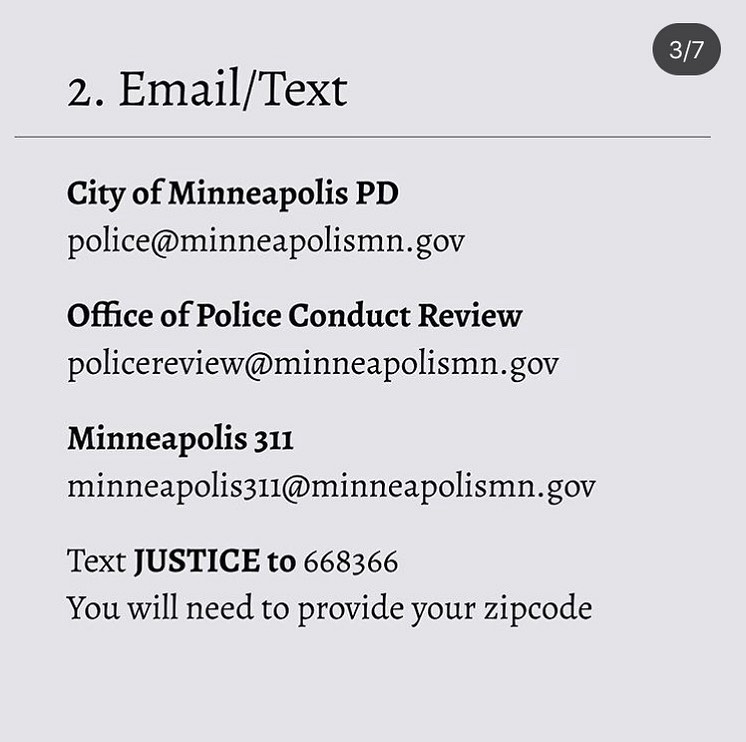 3/7
2. Email/Text
City of Minneapolis PD
police@minneapolismn.gov
Office of Police Conduct Review
policereview@minneapolismn.gov
Minneapolis 311
minneapolis311@minneapolismn.gov
Text JUSTICE to 668366
You will need to provide your zipcode